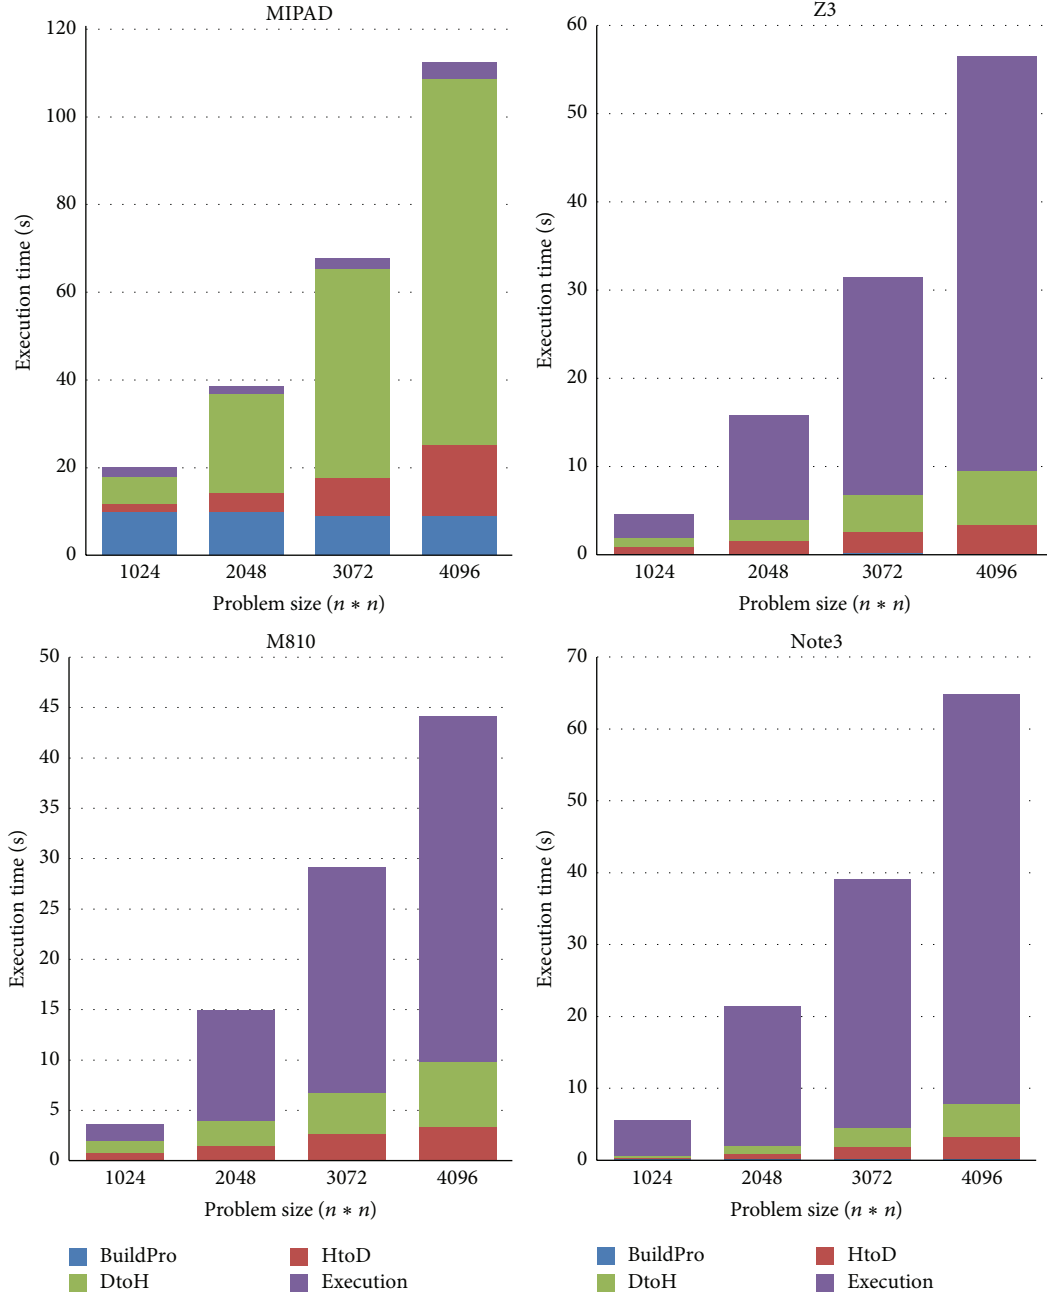 MIPAD
120
100
80
60
40
20
0
Execution time (s)
1024 2048 3072 4096
Problem size (n ∗ n)
Z3
60
50
40
30
20
10
0
Execution time (s)
1024 2048 3072 4096
Problem size (n ∗ n)
M810
50
45
40
35
30
25
20
15
10
5
0
Execution time (s)
1024 2048 3072 4096
Problem size (n ∗ n)
BuildPro HtoD
DtoH Execution
Note3
70
60
50
40
30
20
10
0
Execution time (s)
1024 2048 3072 4096
Problem size (n ∗ n)
BuildPro HtoD
DtoH Execution